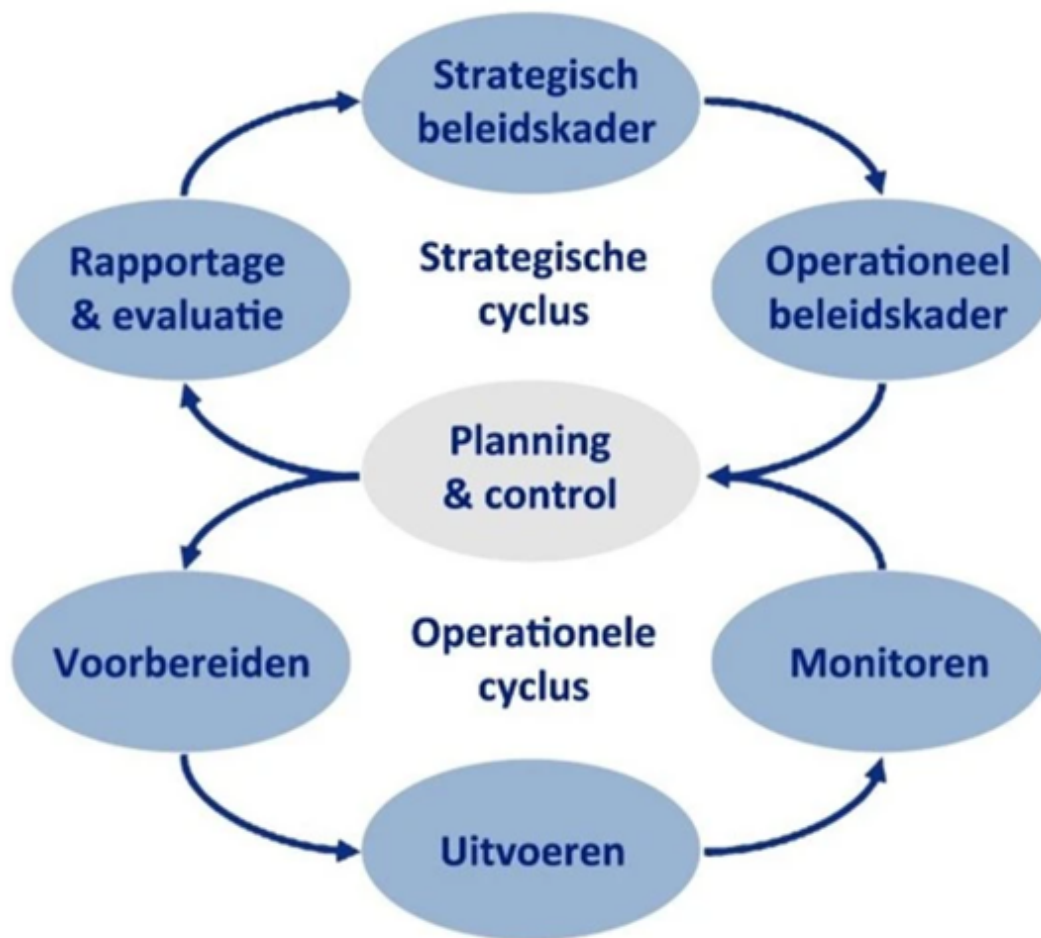 Strategisch
beleidskader
Rapportage
& evaluatie
Strategische
cyclus
Operationeel
beleidskader
Planning
& control
Voorbereiden
Operationele
cyclus
Monitoren
Uitvoeren